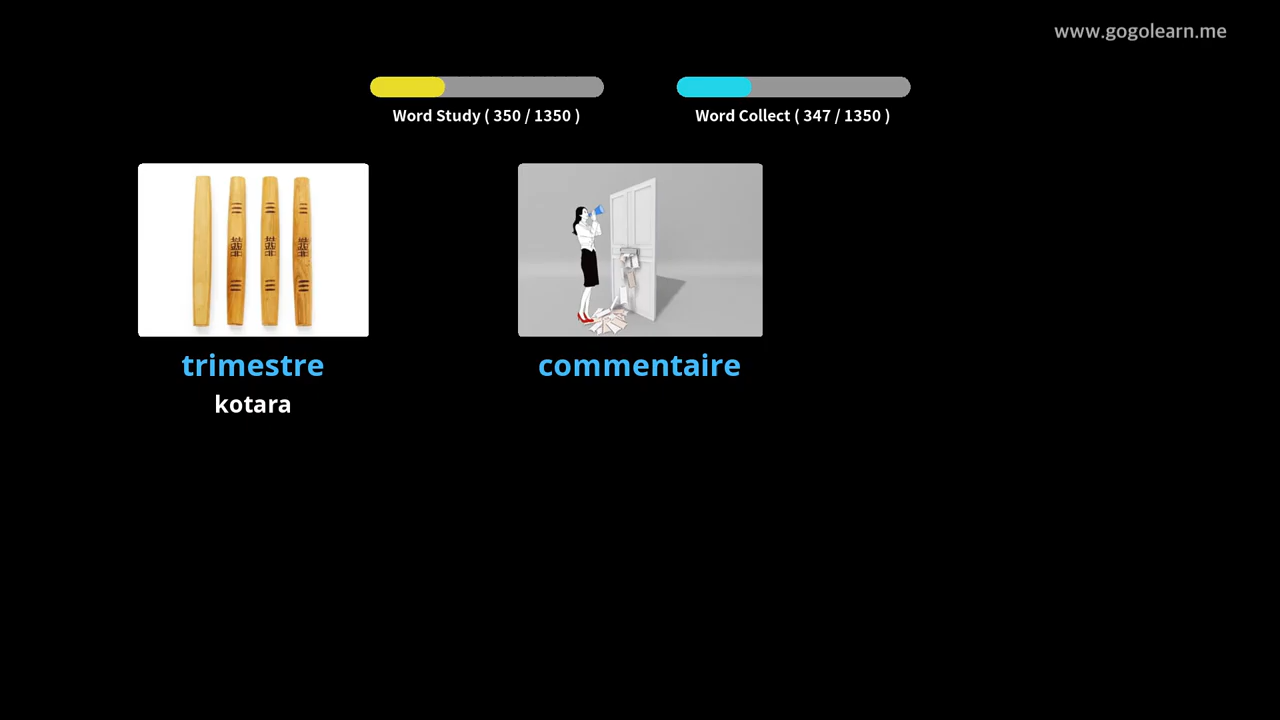 www.gogolearn.me
Word Study ( 350 / 1350 )
Word Collect ( 347 / 1350 )
trimestre
kotara
commentaire